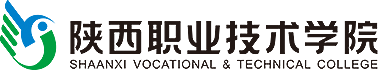 陕西职业技术学院
SHAANXI VOCATIONAL & TECHNICAL COLLEGE